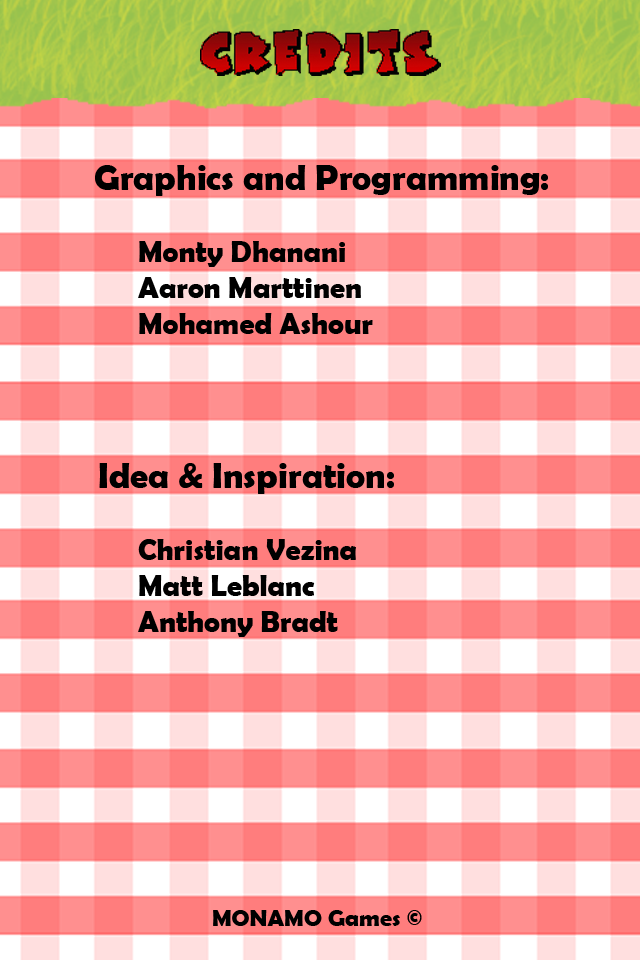 CREDITS
Graphics and Programming:
Monty Dhanani
Aaron Marttinen
Mohamed Ashour
Idea & Inspiration:
Christian Vezina
Matt Leblanc
Anthony Bradt
MONAMO Games ©